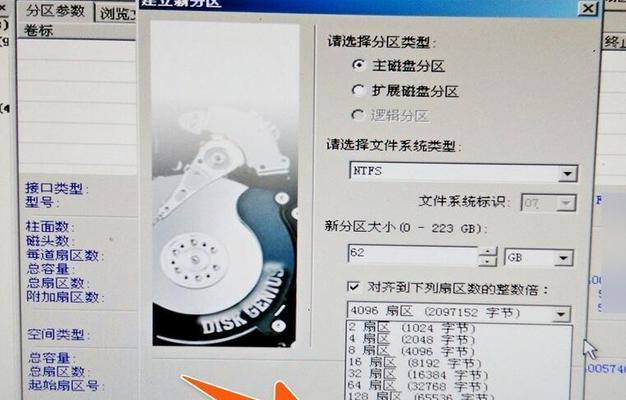 建立新分区
分区参数
浏览
卷标
终止
请选择分区类型:
主磁盘分区
扩展磁盘分区
逻辑分区
请选择文件系统类型:
NTFS
文件系统标识:
07
新分区大小(0 - 223 GB):
62
GB
对齐到下列扇区数的整数倍:
4096 扇区 (2097152 字节)
2 扇区 (1024 字节)
4 扇区 (2048 字节)
8 扇区 (4096 字节)
16 扇区 (8192 字节)
32 扇区 (16384 字节)
64 扇区 (32768 字节)
128 扇区 (65536 字节)
接口类型:
型号:
柱面数:
磁头数:
每道扇区数:
总容量:
总扇区数:
附加扇区数:
空间类型:
总容量:
总扇区数:
起始扇区号:
DISK GENIUS